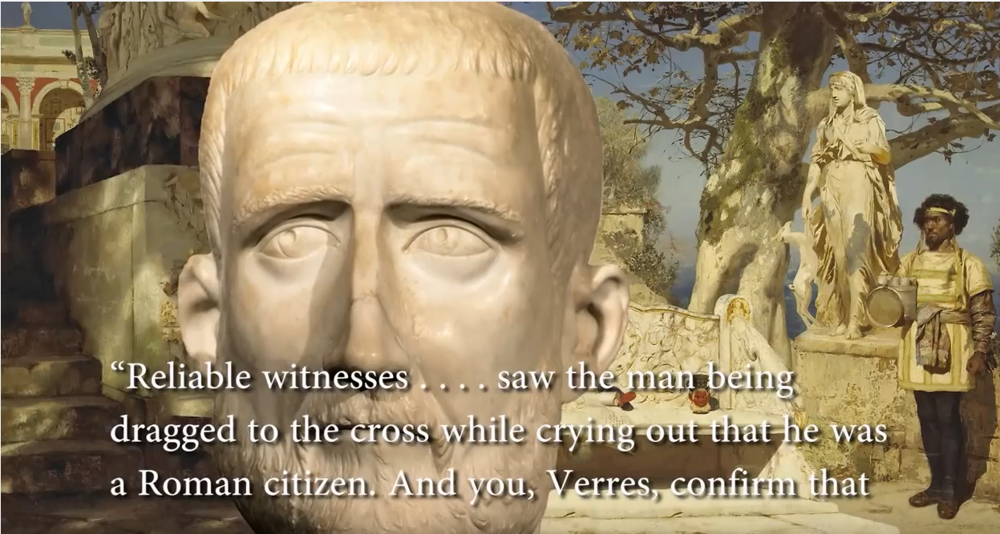 “Reliable witnesses . . . . saw the man being
dragged to the cross while crying out that he was
a Roman citizen. And you, Verres, confirm that